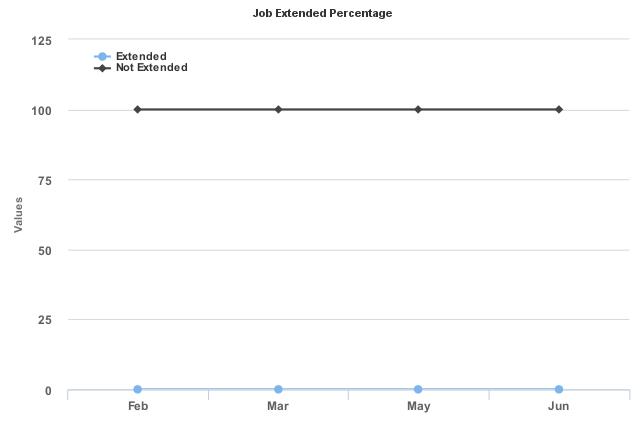 Job Extended Percentage
125
Extended
Not Extended
100
75
Values
50
25
0
Feb Mar May Jun